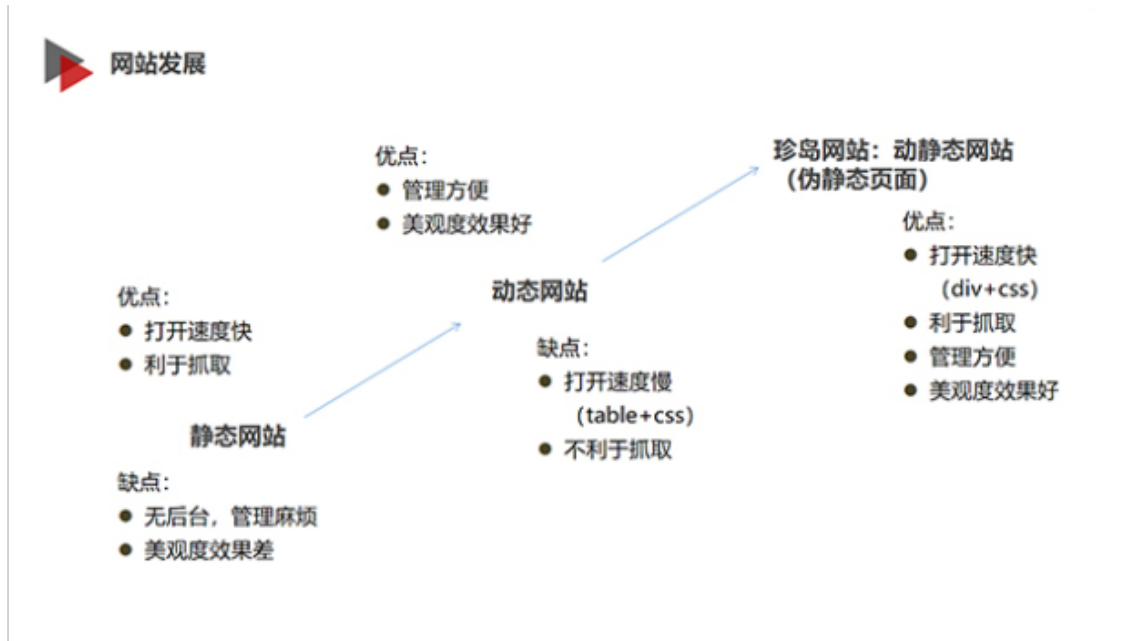 网站发展
优点：
● 管理方便
● 美观度效果好
珍岛网站：动静态网站
（伪静态页面）
优点：
● 打开速度快
（div+css）
● 利于抓取
● 管理方便
● 美观度效果好
动态网站
缺点：
● 打开速度慢
（table+css）
● 不利于抓取
优点：
● 打开速度快
● 利于抓取
静态网站
缺点：
● 无后台，管理麻烦
● 美观度效果差